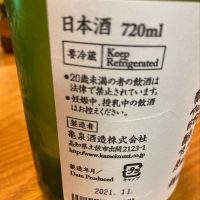 日本酒 720ml
要冷蔵 Keep Refrigerated
●20歳未満の者の飲酒は
法律で禁止されています。
●妊娠中、授乳中の飲酒は
お控えください。
製造者
亀泉酒造株式会社
高知県土佐市出間2123-1
http://www.kameizumi.co.jp
製造年月／
Date Produced
2021.11.